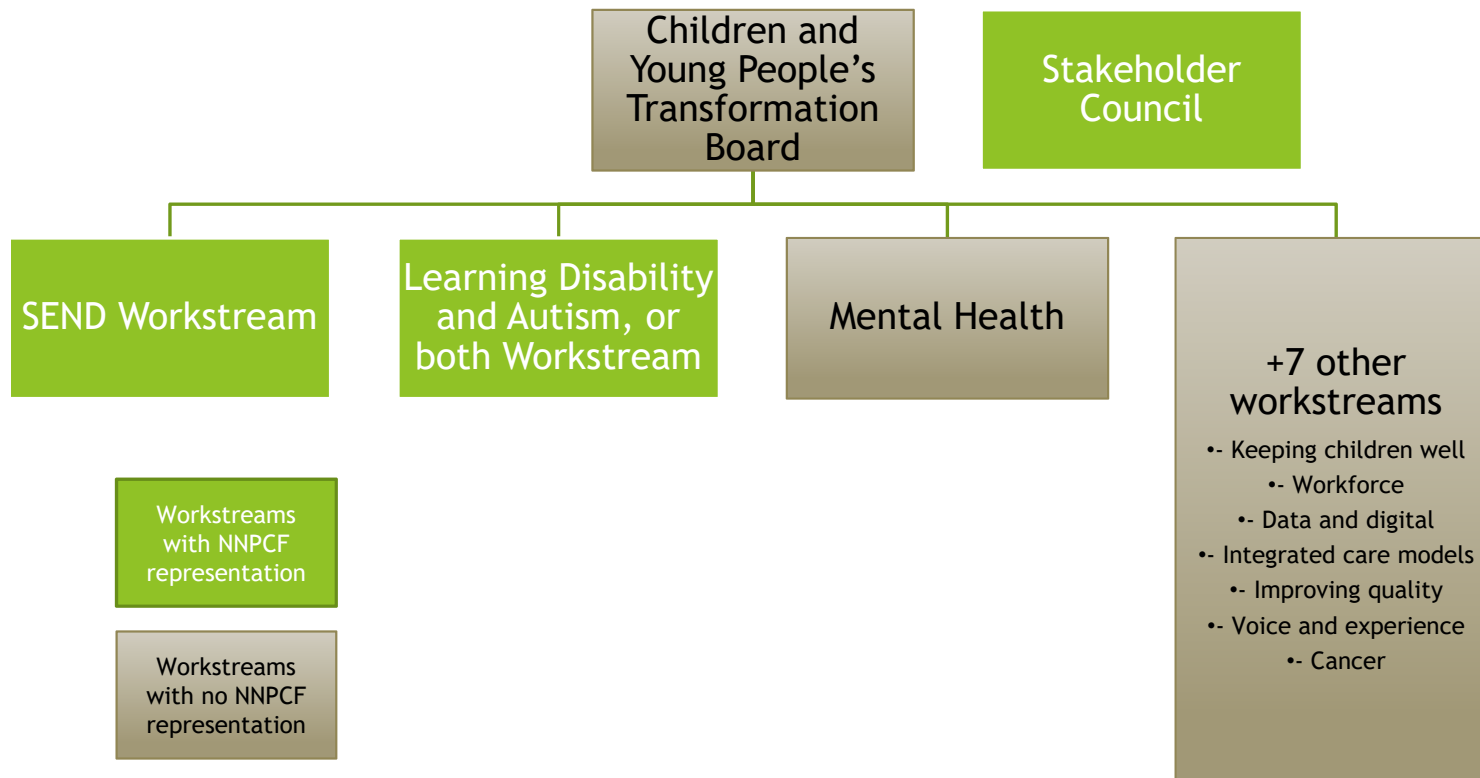 Children and
Young People’s
Transformation
Board
Stakeholder
Council
SEND Workstream
Learning Disability
and Autism, or
both Workstream
Mental Health
+7 other
workstreams
•- Keeping children well
•- Workforce
•- Data and digital
•- Integrated care models
•- Improving quality
•- Voice and experience
•- Cancer
Workstreams
with NNPCF
representation
Workstreams
with no NNPCF
representation